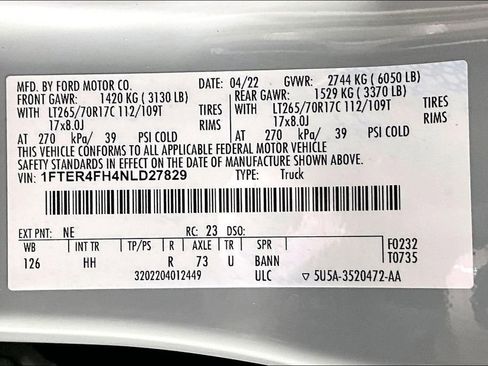 MFD. BY FORD MOTOR CO. DATE: 04/22 GVWR: 2744 KG ( 6050 LB)
FRONT GAWR: 1420 KG ( 3130 LB) REAR GAWR: 1529 KG ( 3370 LB)
WITH LT265/70R17C 112/109T TIRES WITH LT265/70R17C 112/109T TIRES
17x8.0J RIMS 17x8.0J RIMS
AT 270 kPa/ 39 PSI COLD AT 270 kPa/ 39 PSI COLD
THIS VEHICLE CONFORMS TO ALL APPLICABLE FEDERAL MOTOR VEHICLE
SAFETY STANDARDS IN EFFECT ON THE DATE OF MANUFACTURE SHOWN ABOVE.
VIN: 1FTER4FH4NLD27829 TYPE: Truck
EXT PNT: NE RC: 23 DSO:
WB INT TR TP/PS R AXLE TR SPR F0232
126 HH R 73 U BANN T0735
3202204012449 ULC ▽ 5U5A-3520472-AA